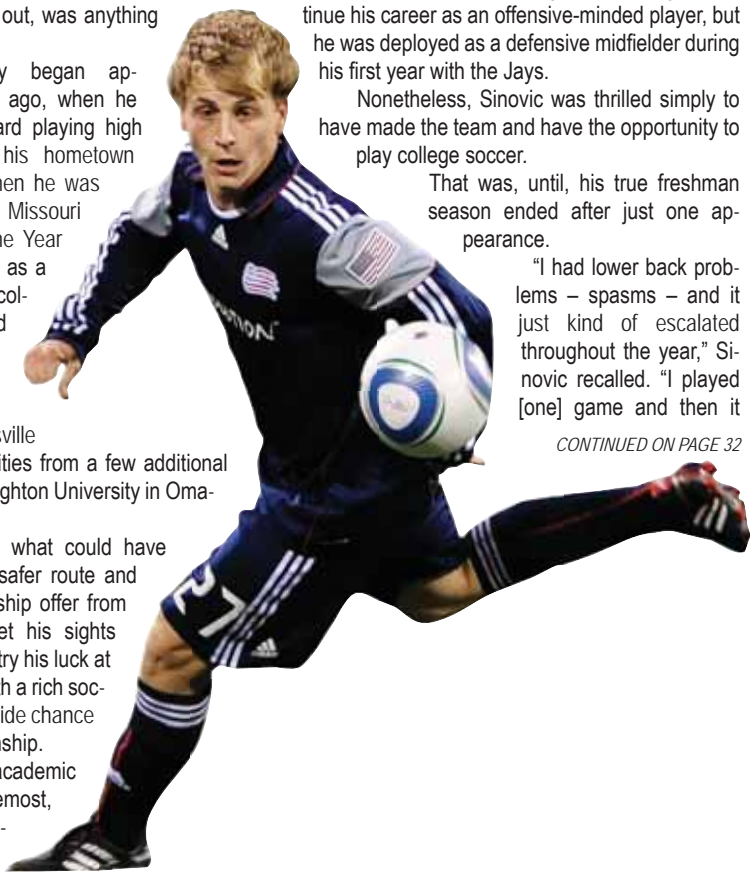 out, was anything
y began ap-
ago, when he
ard playing high
his hometown
hen he was
Missouri
he Year
as a
col-
d
sville
ities from a few additional
ghton University in Oma-
what could have
safer route and
ship offer from
et his sights
try his luck at
th a rich soc-
ide chance
nship.
academic
emost,
-
tinue his career as an offensive-minded player, but
he was deployed as a defensive midfielder during
his first year with the Jays.
Nonetheless, Sinovic was thrilled simply to
have made the team and have the opportunity to
play college soccer.
That was, until, his true freshman
season ended after just one ap-
pearance.
“I had lower back prob-
lems – spasms – and it
just kind of escalated
throughout the year,” Si-
novic recalled. “I played
[one] game and then it
CONTINUED ON PAGE 32
27